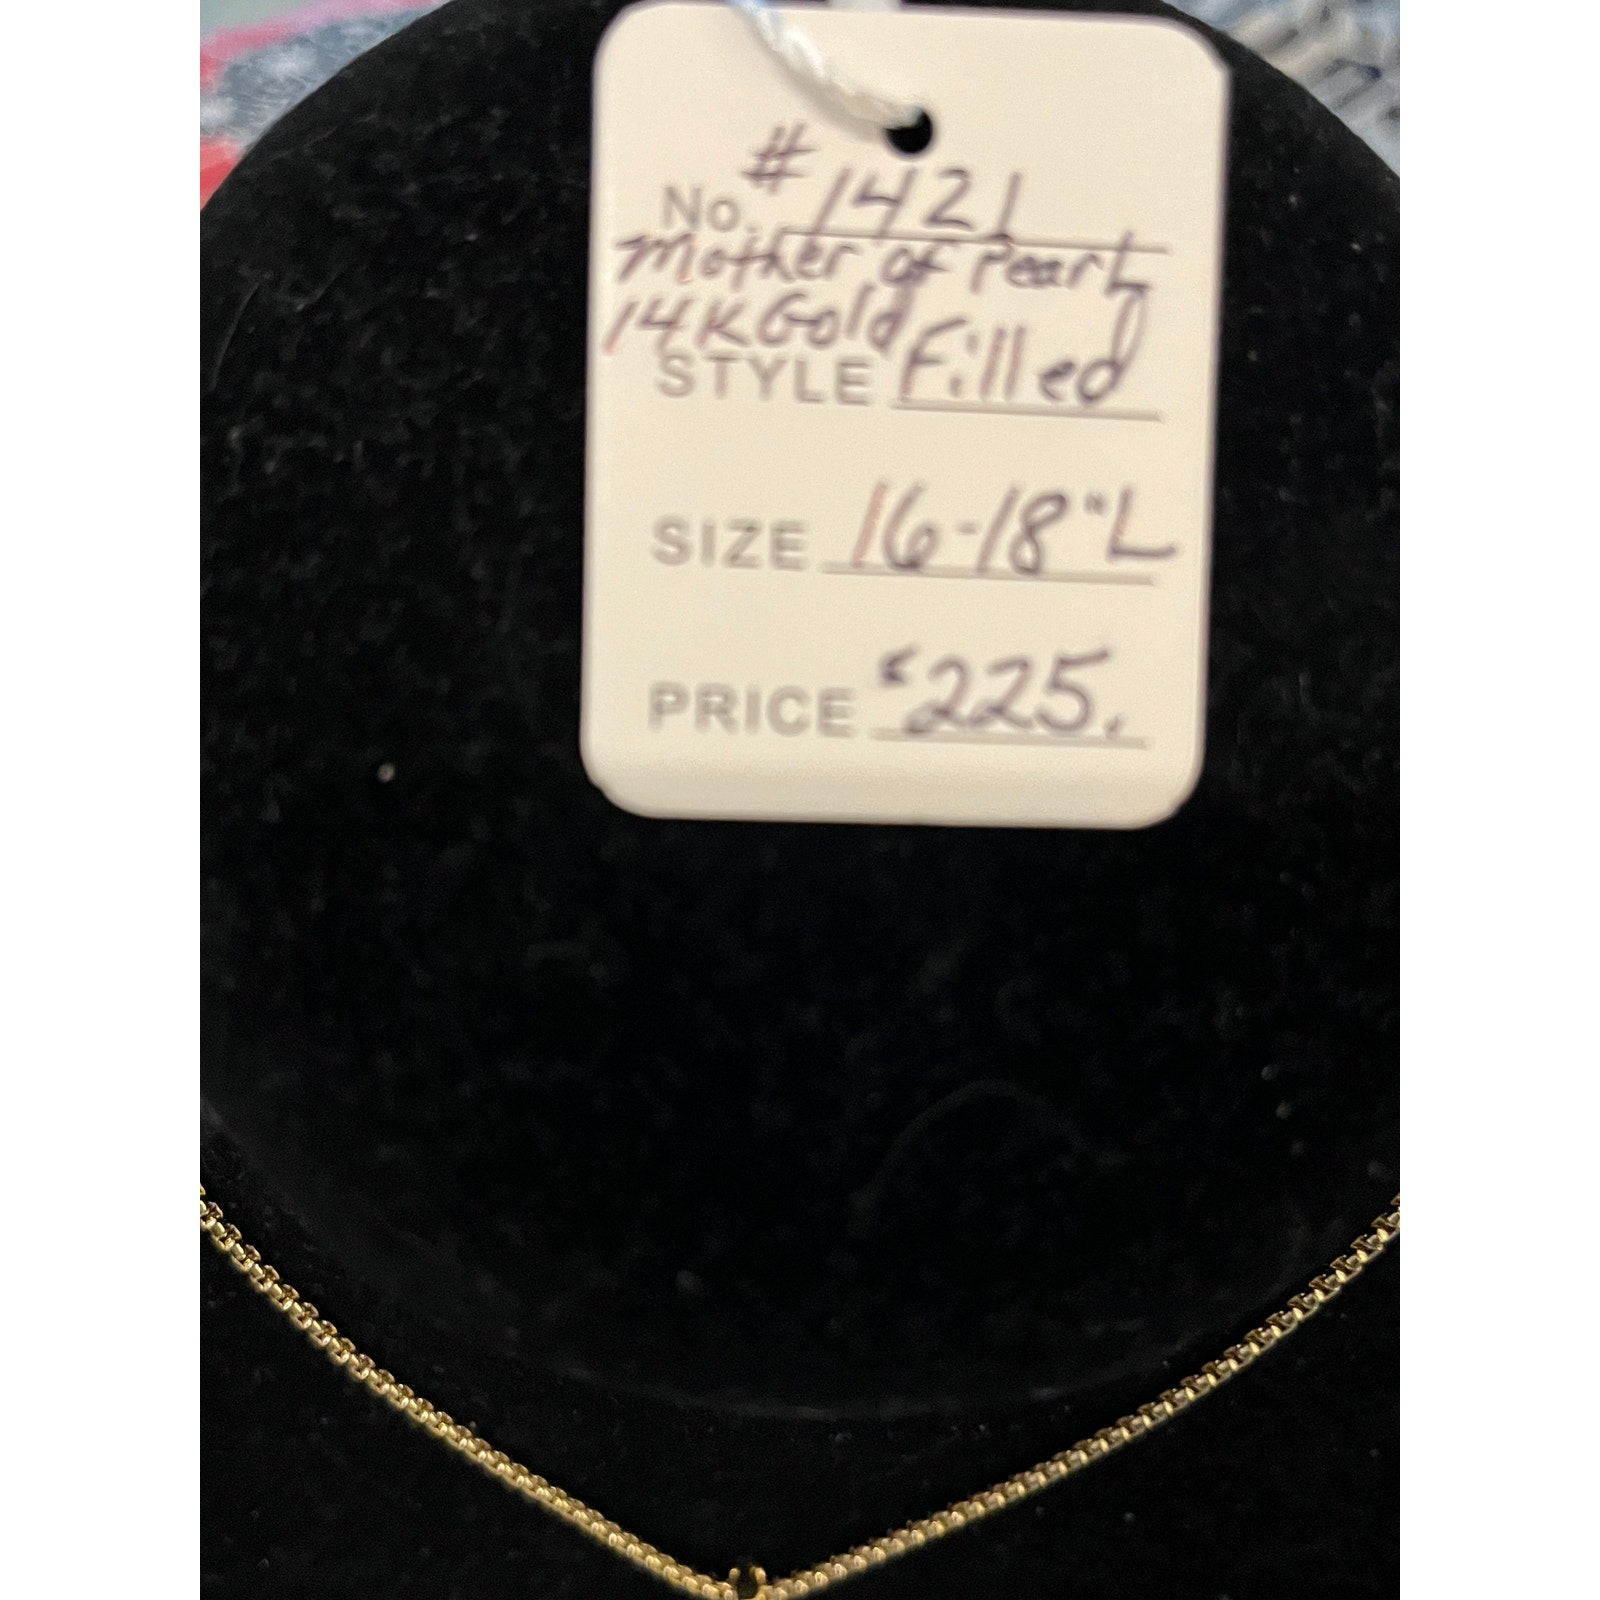 No. #1421
Mother of Pearl,
14K Gold
STYLE Filled
SIZE 16-18"L
PRICE $225.